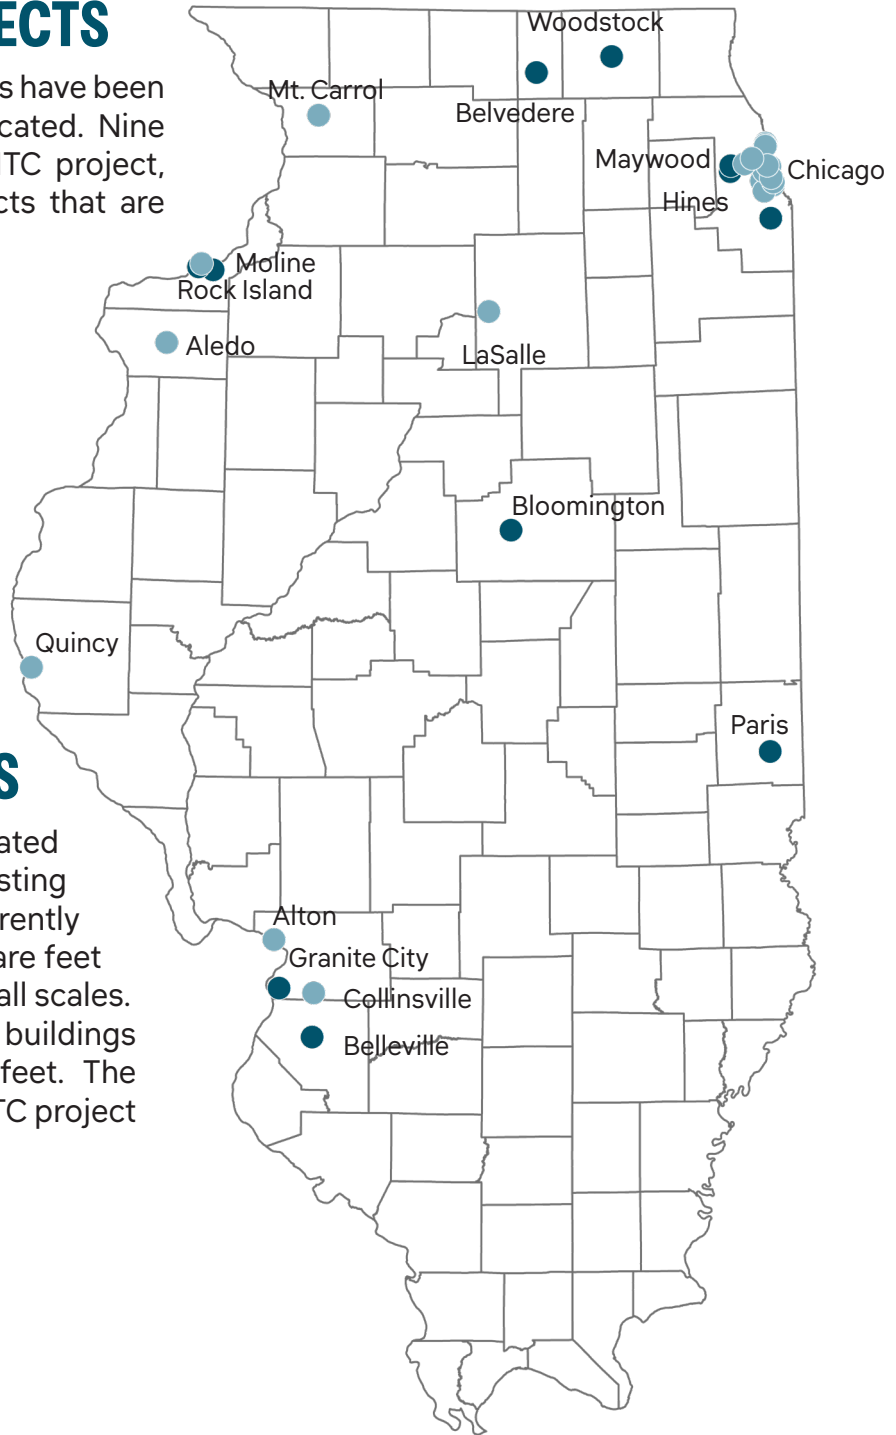 ECTS
s have been
cated. Nine
TC project,
cts that are
Woodstock
Mt. Carrol
Belvedere
Maywood
Chicago
Hines
Moline
Rock Island
Aledo
LaSalle
Bloomington
Quincy
Paris
S
ated
sting
rently
are feet
all scales.
buildings
feet. The
TC project
Alton
Granite City
Collinsville
Belleville